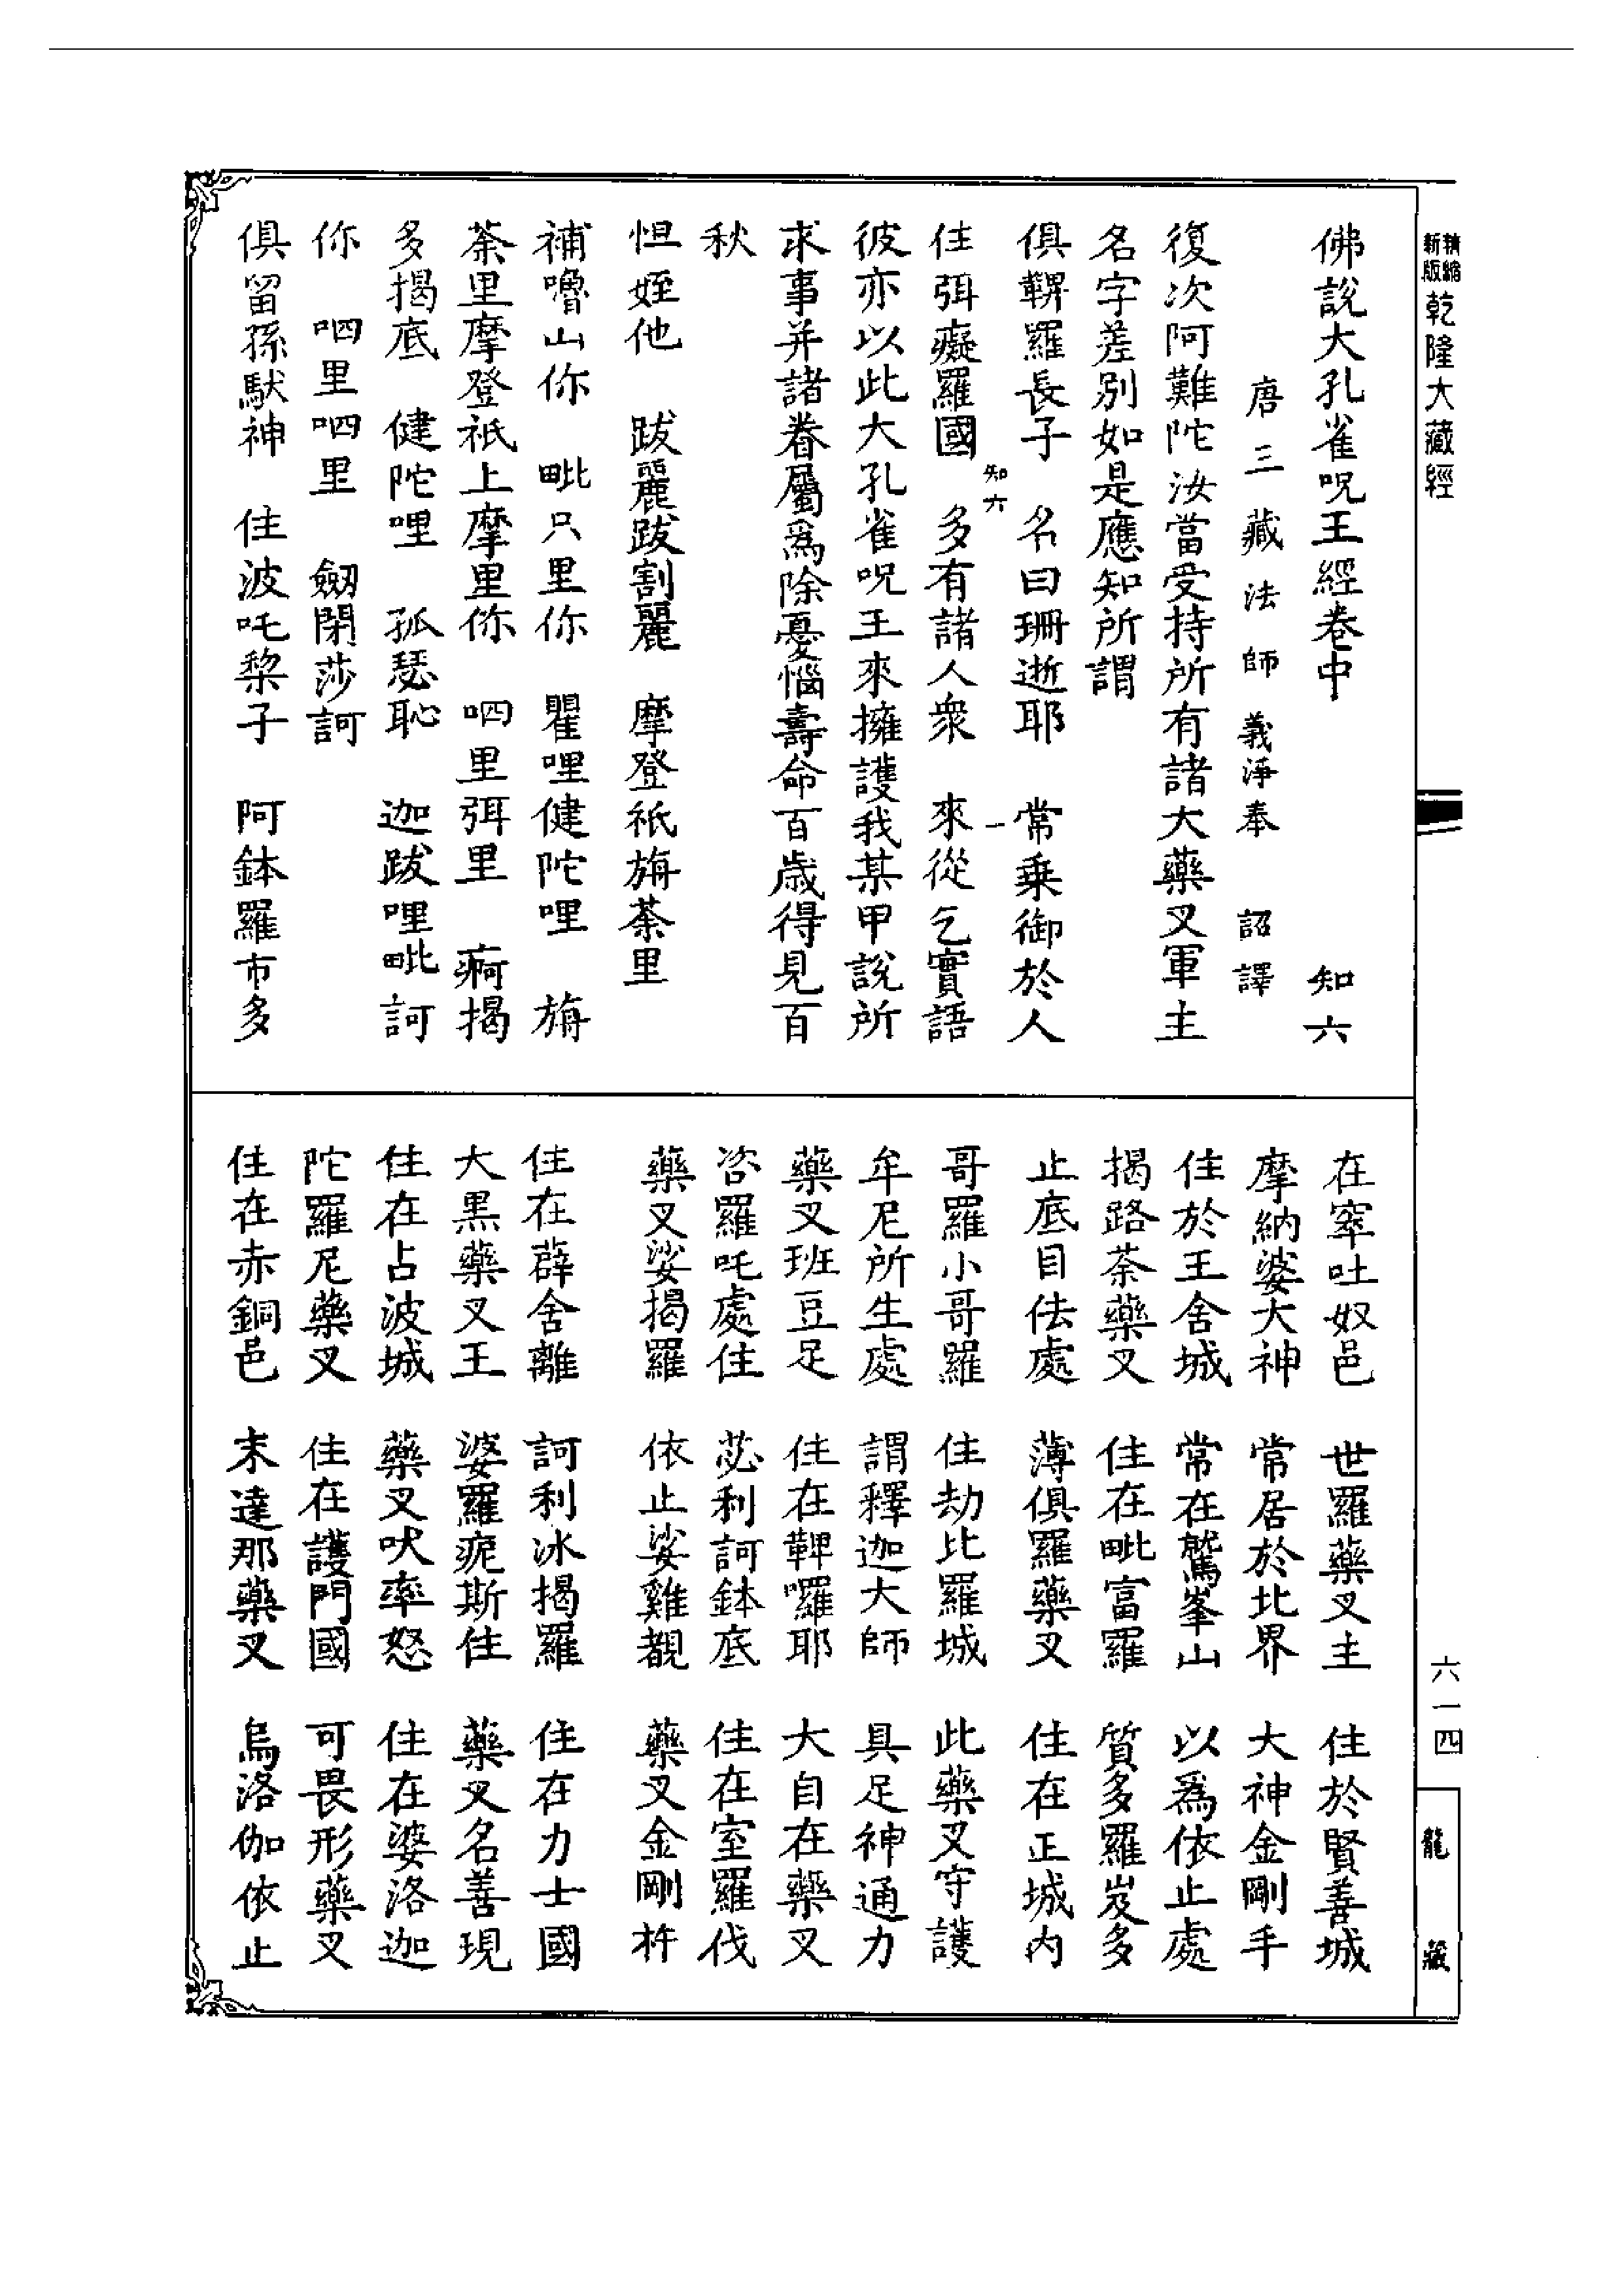 精縮新版乾隆大藏經
佛說大孔雀呪王經卷中 知六
唐三藏法師義淨奉 詔譯
復次阿難陀汝當受持所有諸大藥叉軍主
名字差別如是應知所謂
俱鞞羅長子 名曰珊逝耶 常乗御於人
知六 一
住弭癡羅國 多有諸人衆 來從乞實語
彼亦以此大孔雀呪王來擁護我某甲說所
求事并諸眷屬爲除憂惱壽命百歲得見百
秋
怛姪他 跋麗跋割麗 摩登衹旃荼里
補嚕山你 毗只里你 瞿哩健陀哩 旃
荼里摩登衹上摩里你 呬里弭里 痾揭
多揭底 健陀哩 孤瑟恥 迦跋哩毗訶
你 呬里呬里 劒閉莎訶
俱留孫馱神 住波吒棃子 阿鉢羅市多
在窣吐奴邑 世羅藥叉主 住於賢善城
摩納婆大神 常居於北界 大神金剛手
住於王舍城 常在鷲峯山 以爲依止處
揭路荼藥叉 住在毗富羅 質多羅岌多
止底目佉處 薄俱羅藥叉 住在正城内
哥羅小哥羅 住劫比羅城 此藥叉守護
牟尼所生處 謂釋迦大師 具足神通力
藥叉班豆足 住在鞞囉耶 大自在藥叉
咨羅吒處住 苾利訶鉢底 住在室羅伐
藥叉娑揭羅 依止娑雞覩 藥叉金剛杵
住在薜舍離 訶利冰揭羅 住在力士國
大黒藥叉王 婆羅痆斯住 藥叉名善現
住在占波城 藥叉吠率怒 住在婆洛迦
陀羅尼藥叉 住在護門國 可畏形藥叉
住在赤銅邑 末達那藥叉 烏洛伽依止
六一四
龍藏